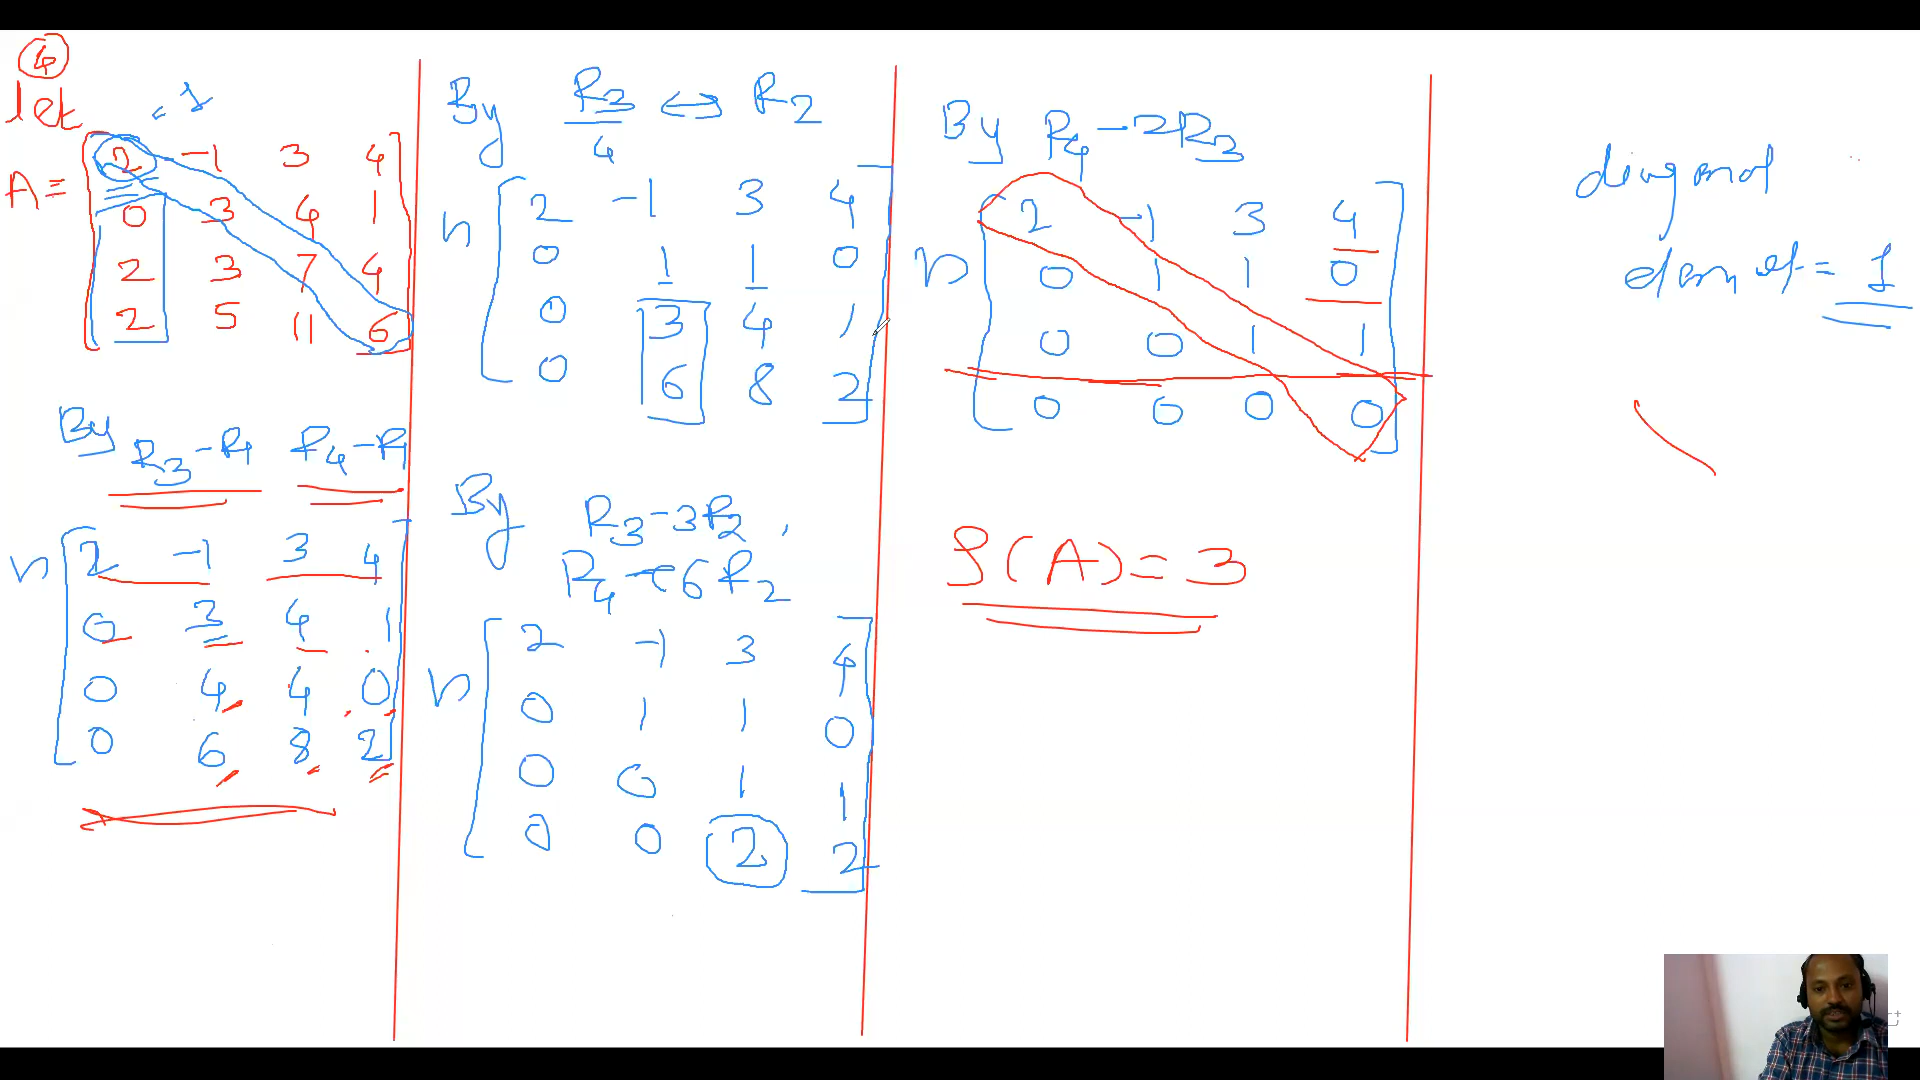 4
let = 1
A = [ 2 -1 3 4
0 3 4 1
2 3 7 4
2 5 11 6 ]
By R3-R1 R4-R1
~ [ 2 -1 3 4
0 3 4 1
0 4 4 0
0 6 8 2 ]
By R3/4 ↔ R2
~ [ 2 -1 3 4
0 1 1 0
0 3 4 1
0 6 8 2 ]
By R3-3R2,
R4-6R2
~ [ 2 -1 3 4
0 1 1 0
0 0 1 1
0 0 2 2 ]
By R4-2R3
~ [ 2 -1 3 4
0 1 1 0
0 0 1 1
0 0 0 0 ]
ρ(A) = 3
= 1